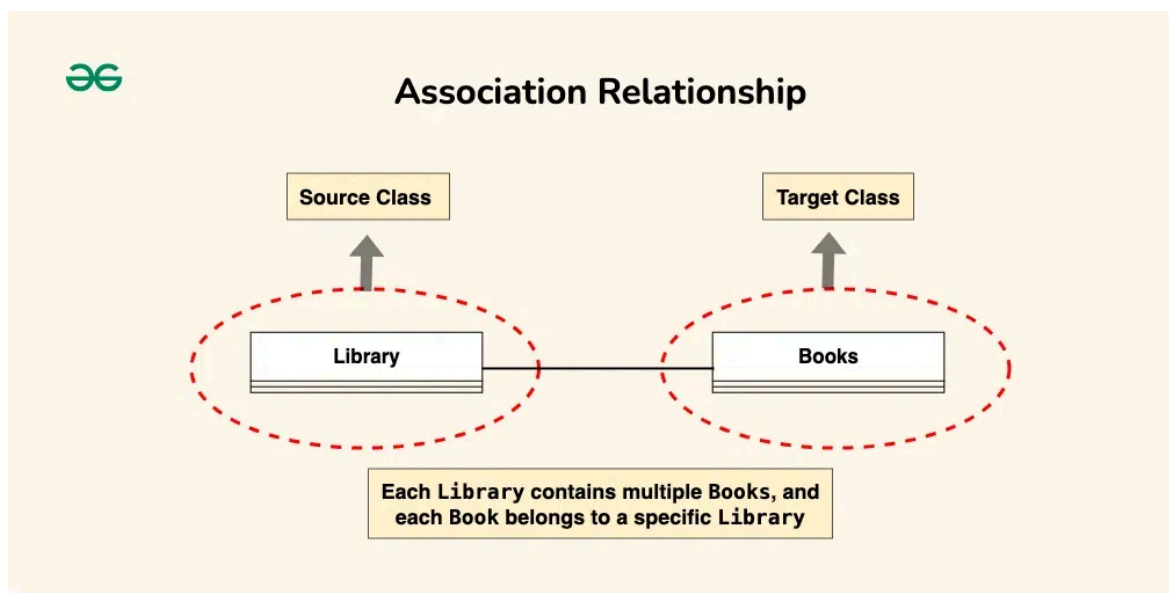 Association Relationship
Source Class
Target Class
Library
Books
Each Library contains multiple Books, and
each Book belongs to a specific Library